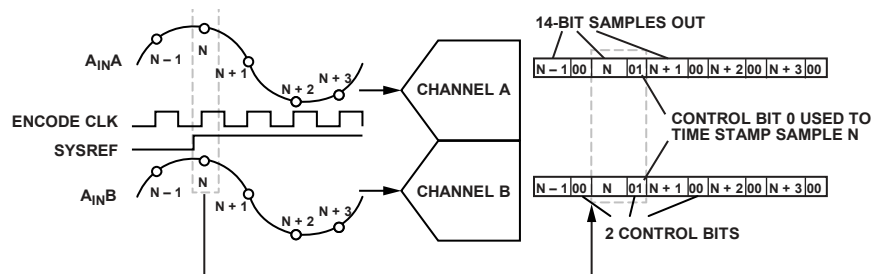 14-BIT SAMPLES OUT
AINA
N – 1
N
N + 1
N + 2
N + 3
CHANNEL A
N – 1 00 N 01 N + 1 00 N + 2 00 N + 3 00
ENCODE CLK
SYSREF
CONTROL BIT 0 USED TO
TIME STAMP SAMPLE N
AINB
N – 1
N
N + 1
N + 2
N + 3
CHANNEL B
N – 1 00 N 01 N + 1 00 N + 2 00 N + 3 00
2 CONTROL BITS